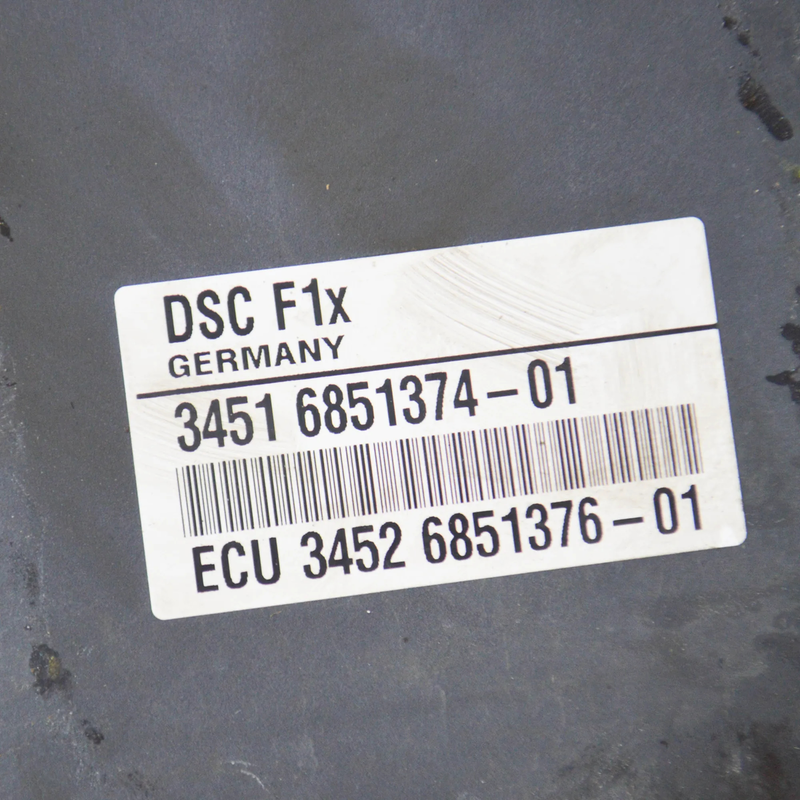 DSC F1x
GERMANY
3451 6851374-01
ECU 3452 6851376-01